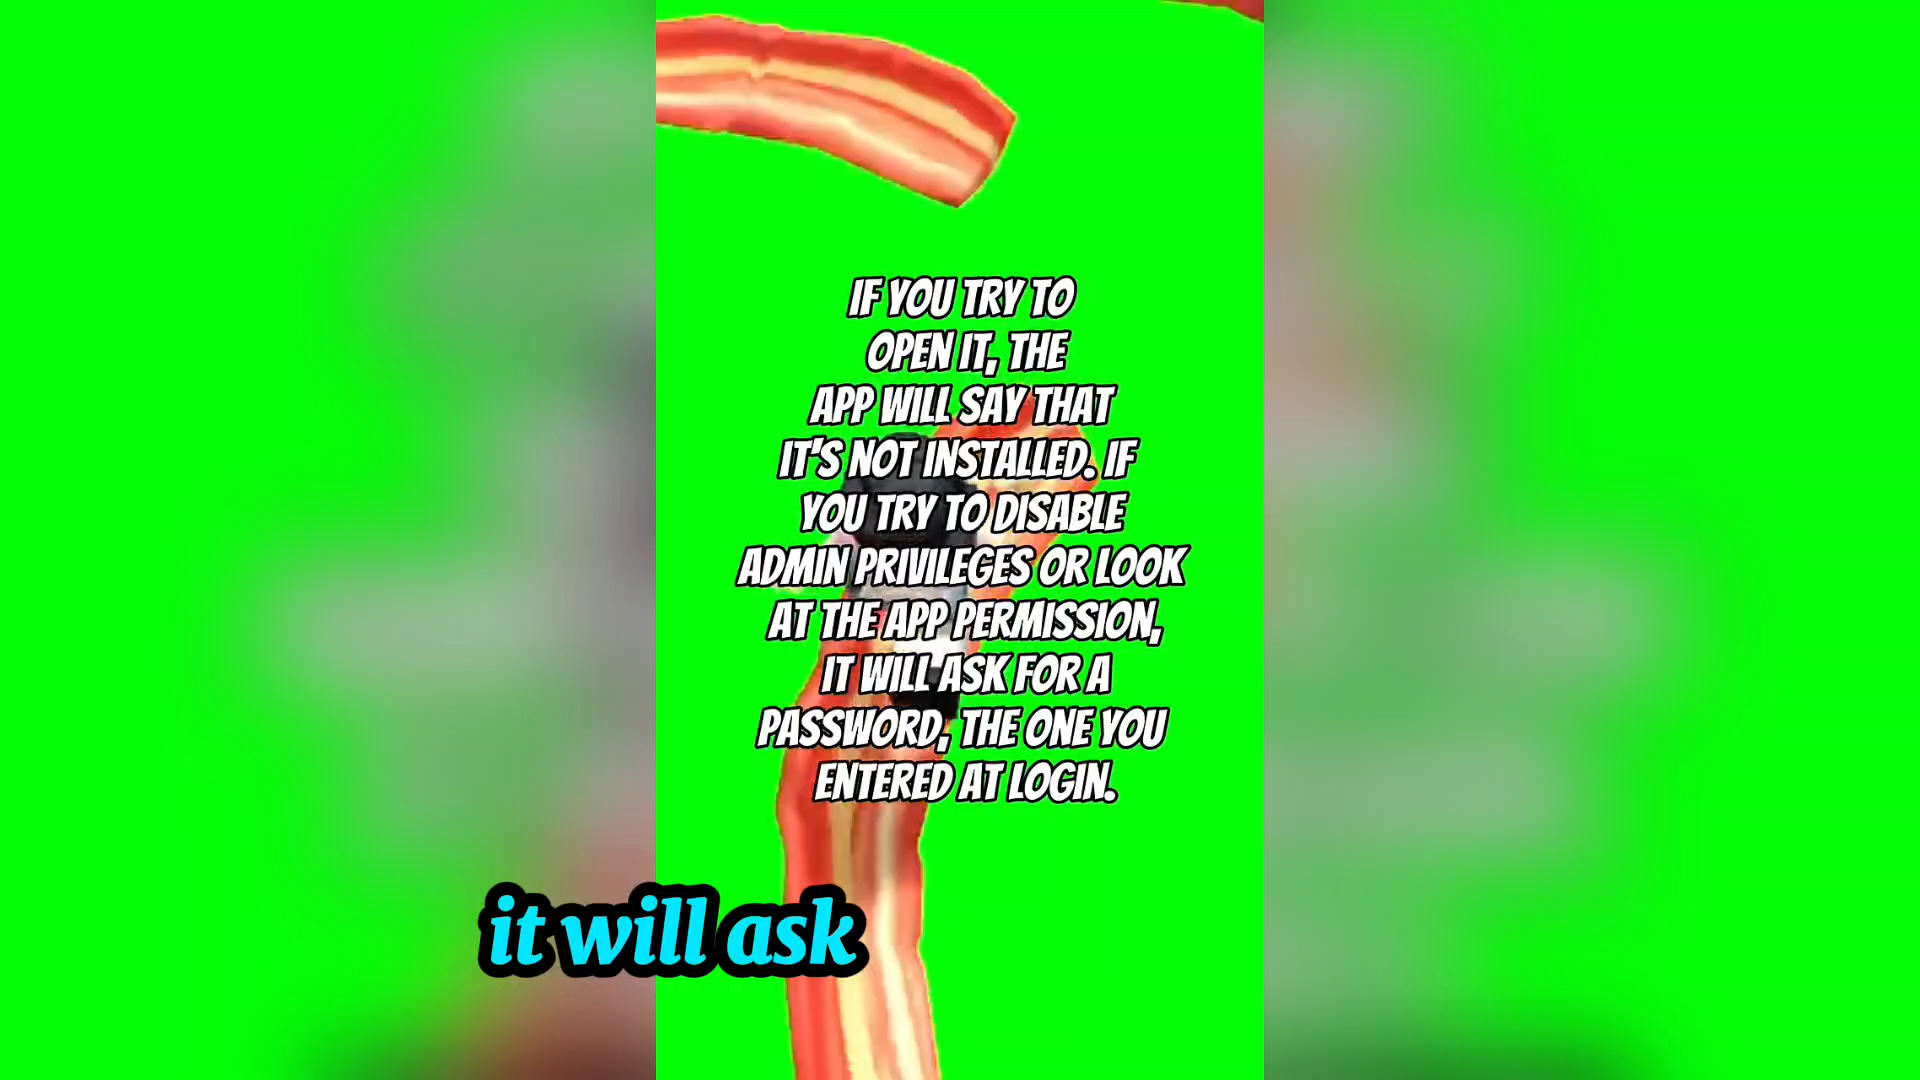 IF YOU TRY TO
OPEN IT, THE
APP WILL SAY THAT
IT'S NOT INSTALLED. IF
YOU TRY TO DISABLE
ADMIN PRIVILEGES OR LOOK
AT THE APP PERMISSION,
IT WILL ASK FOR A
PASSWORD, THE ONE YOU
ENTERED AT LOGIN.
it will ask